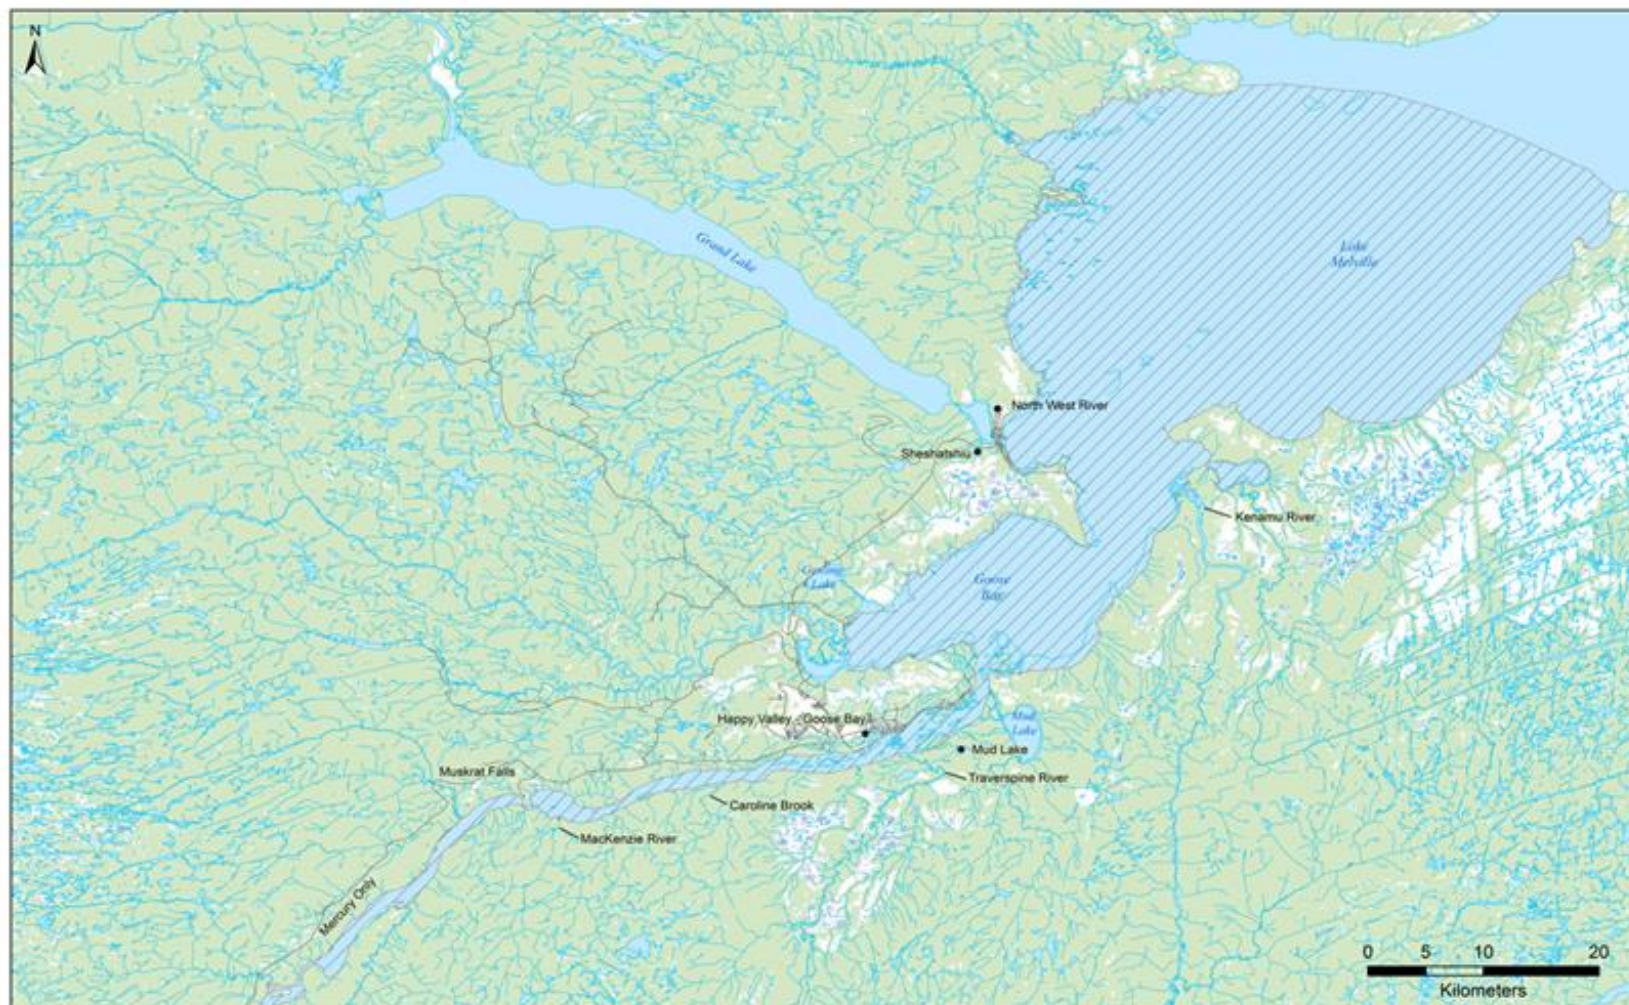 N
Grand Lake
Lake
Melville
North West River
Sheshatshiu
Kenamu River
Lake
Goose
Bay
Happy Valley - Goose Bay
Mud
Lake
Mud Lake
Muskrat Falls
Traverspine River
Caroline Brook
MacKenzie River
Mercury Only
0 5 10 20
Kilometers